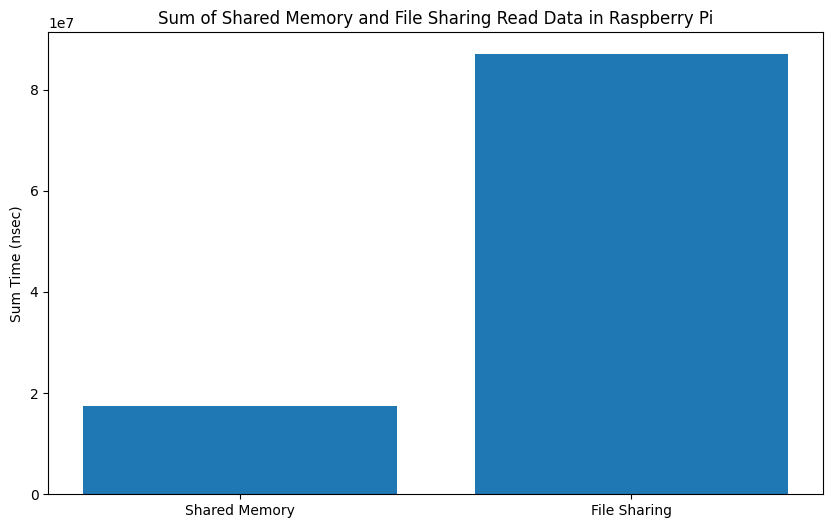 Sum of Shared Memory and File Sharing Read Data in Raspberry Pi
1e7
8
6
4
2
0
Sum Time (nsec)
Shared Memory
File Sharing